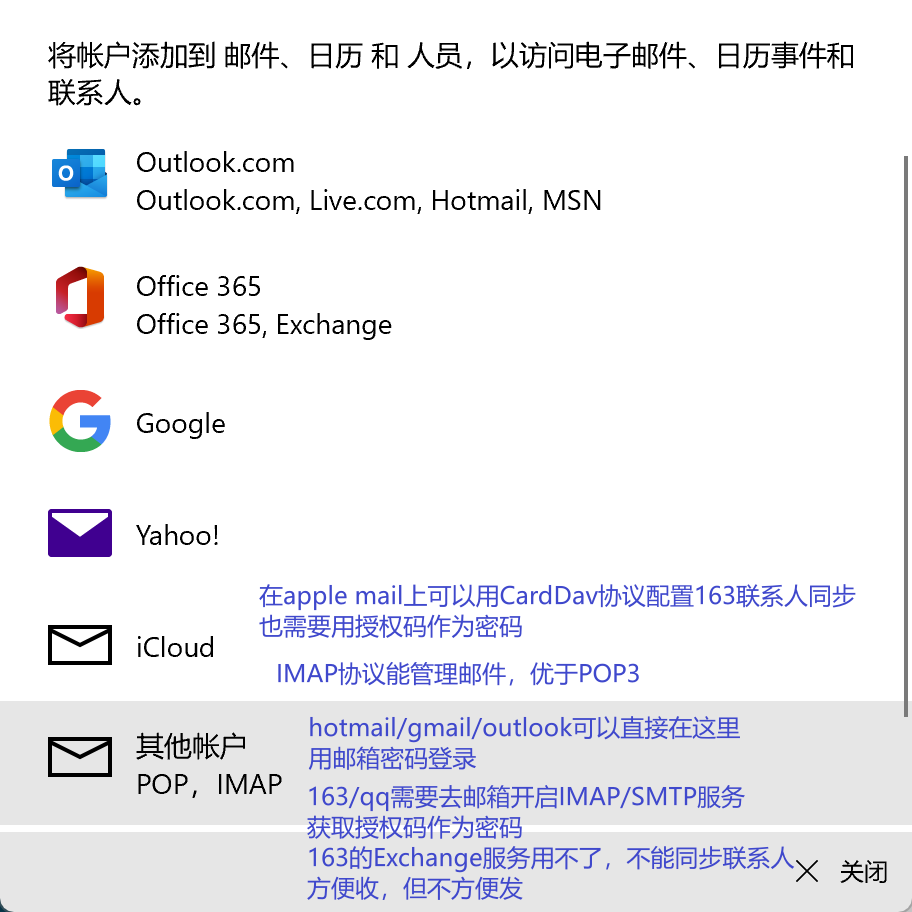 将帐户添加到 邮件、日历 和 人员，以访问电子邮件、日历事件和
联系人。
Outlook.com
Outlook.com, Live.com, Hotmail, MSN
Office 365
Office 365, Exchange
Google
Yahoo!
在apple mail上可以用CardDav协议配置163联系人同步
也需要用授权码作为密码
iCloud
IMAP协议能管理邮件，优于POP3
其他帐户
POP，IMAP
hotmail/gmail/outlook可以直接在这里
用邮箱密码登录
163/qq需要去邮箱开启IMAP/SMTP服务
获取授权码作为密码
163的Exchange服务用不了，不能同步联系人
方便收，但不方便发
关闭